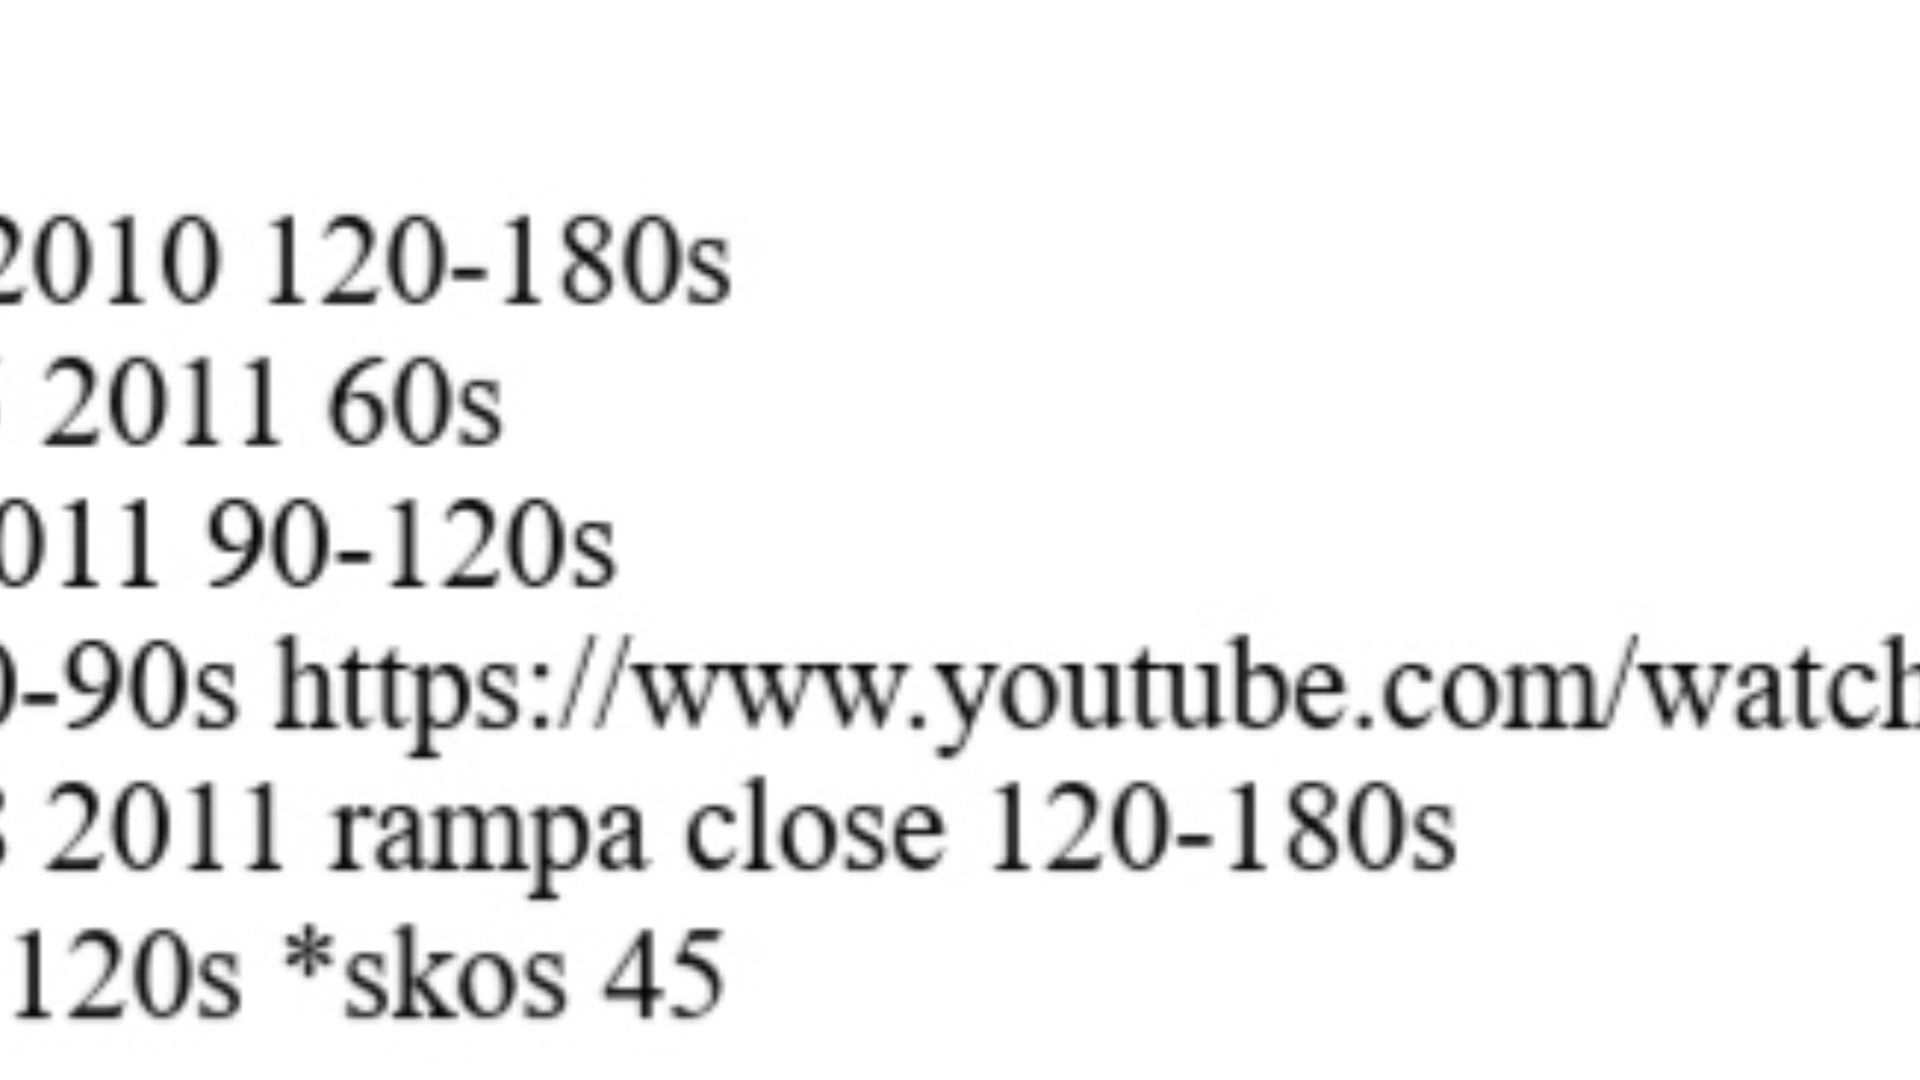 2010 120-180s
2011 60s
011 90-120s
-90s https://www.youtube.com/watch
2011 rampa close 120-180s
120s *skos 45